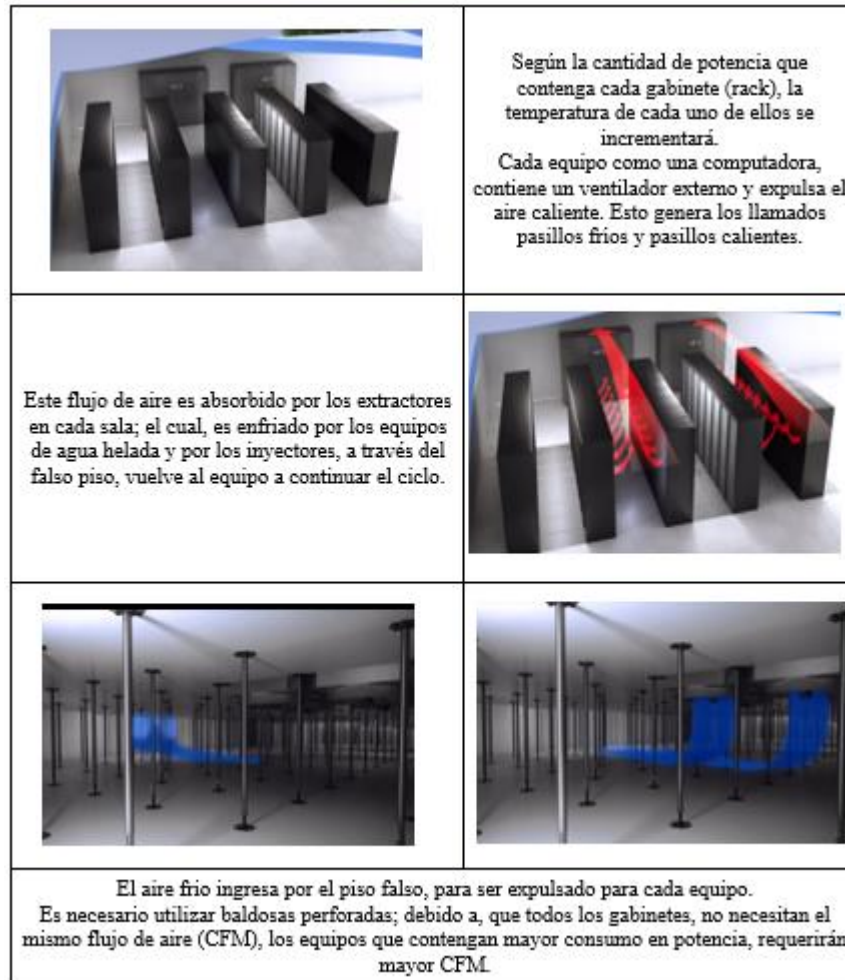 Según la cantidad de potencia que
contenga cada gabinete (rack), la
temperatura de cada uno de ellos se
incrementará.
Cada equipo como una computadora,
contiene un ventilador externo y expulsa el
aire caliente. Esto genera los llamados
pasillos fríos y pasillos calientes.
Este flujo de aire es absorbido por los extractores
en cada sala; el cual, es enfriado por los equipos
de agua helada y por los inyectores, a través del
falso piso, vuelve al equipo a continuar el ciclo.
El aire frio ingresa por el piso falso, para ser expulsado para cada equipo.
Es necesario utilizar baldosas perforadas; debido a, que todos los gabinetes, no necesitan el
mismo flujo de aire (CFM), los equipos que contengan mayor consumo en potencia, requerirán
mayor CFM.